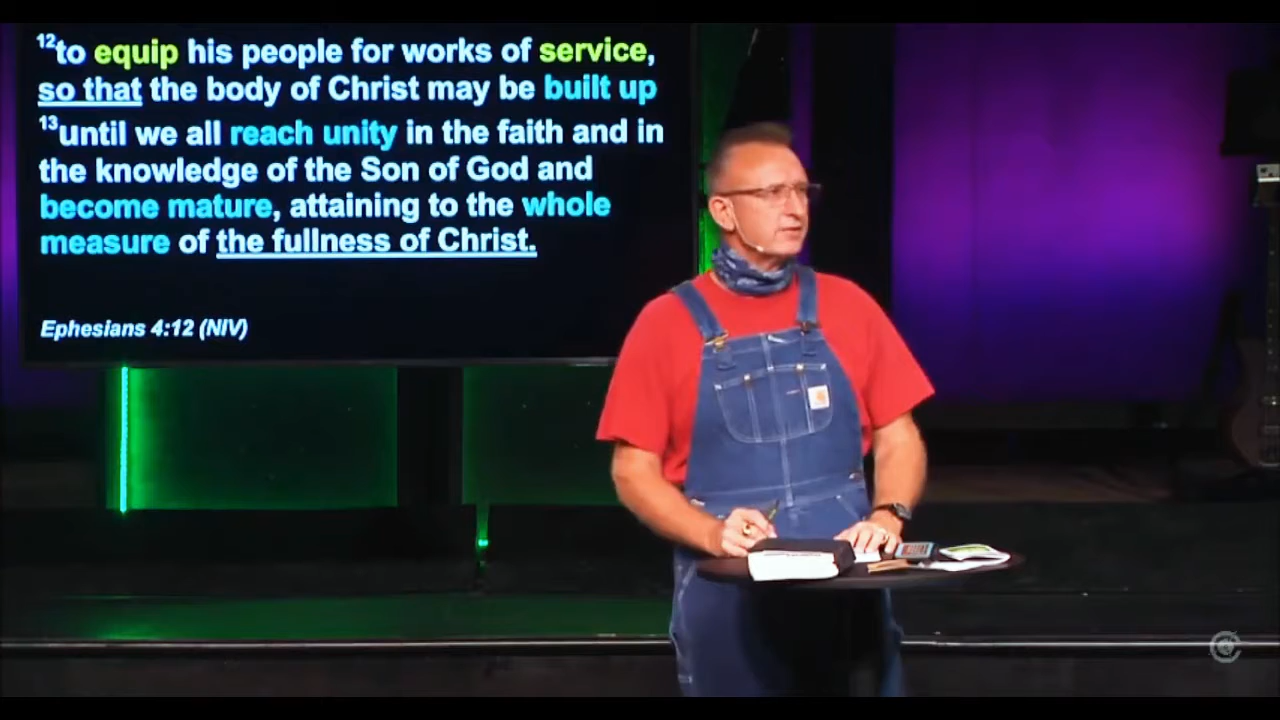 12to equip his people for works of service,
so that the body of Christ may be built up
13until we all reach unity in the faith and in
the knowledge of the Son of God and
become mature, attaining to the whole
measure of the fullness of Christ.
Ephesians 4:12 (NIV)